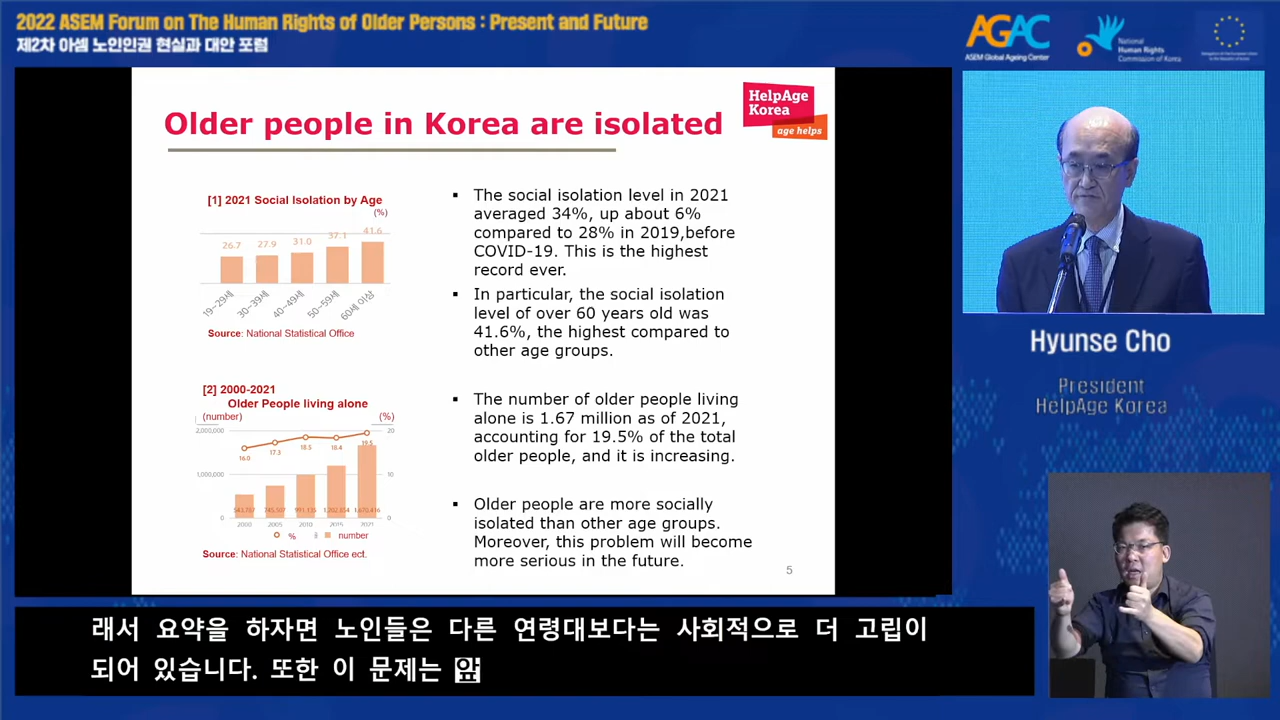 2022 ASEM Forum on The Human Rights of Older Persons : Present and Future
제2차 아셈 노인인권 현실과 대안 포럼
AGAC
ASEM Global Ageing Center
National
Human Rights
Commission of Korea
HelpAge
Korea
age helps
Older people in Korea are isolated
[1] 2021 Social Isolation by Age
(%)
26.7 27.9 31.0 37.1 41.6
19~29세 30~39세 40~49세 50~59세 60세 이상
Source: National Statistical Office
▪ The social isolation level in 2021
averaged 34%, up about 6%
compared to 28% in 2019,before
COVID-19. This is the highest
record ever.
▪ In particular, the social isolation
level of over 60 years old was
41.6%, the highest compared to
other age groups.
[2] 2000-2021
Older People living alone
(number) (%)
2,000,000 20
16.0 17.3 18.5 18.4 19.5
1,000,000 10
543,787 745,507 991,135 1,202,854 1,670,416
0 0
2000 2005 2010 2015 2021
% number
Source: National Statistical Office ect.
▪ The number of older people living
alone is 1.67 million as of 2021,
accounting for 19.5% of the total
older people, and it is increasing.
▪ Older people are more socially
isolated than other age groups.
Moreover, this problem will become
more serious in the future.
5
Hyunse Cho
President
HelpAge Korea
래서 요약을 하자면 노인들은 다른 연령대보다는 사회적으로 더 고립이
되어 있습니다. 또한 이 문제는 앞